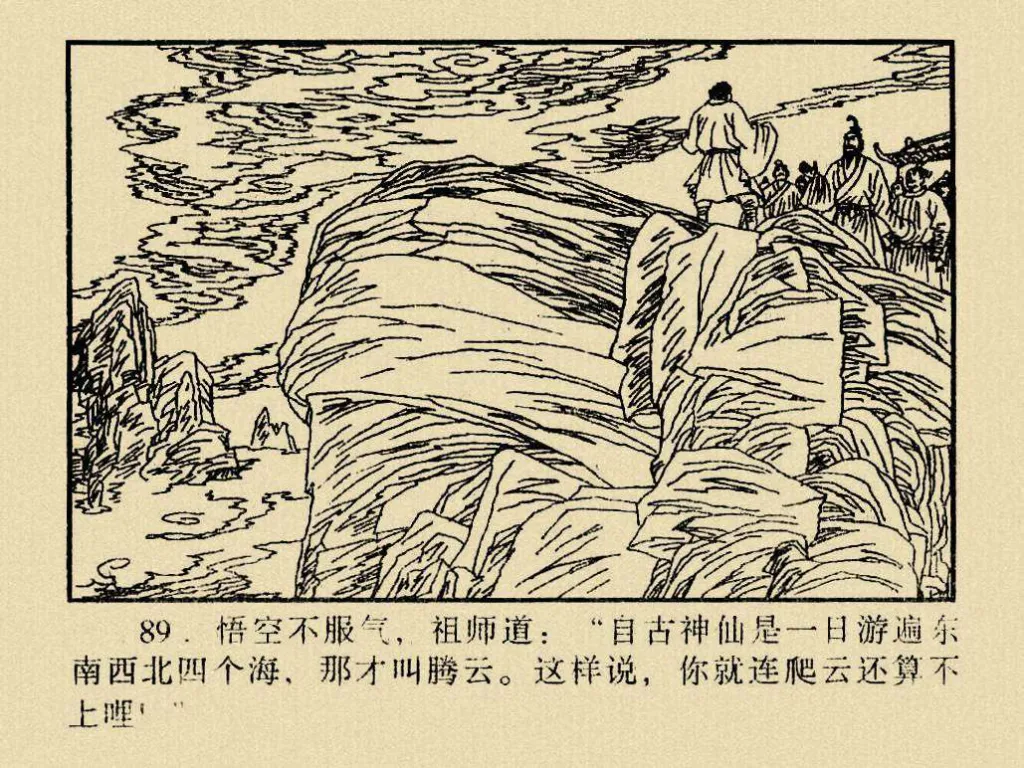 89. 悟空不服气，祖师道：“自古神仙是一日游遍东
南西北四个海，那才叫腾云。这样说，你就连爬云还算不
上哩！”